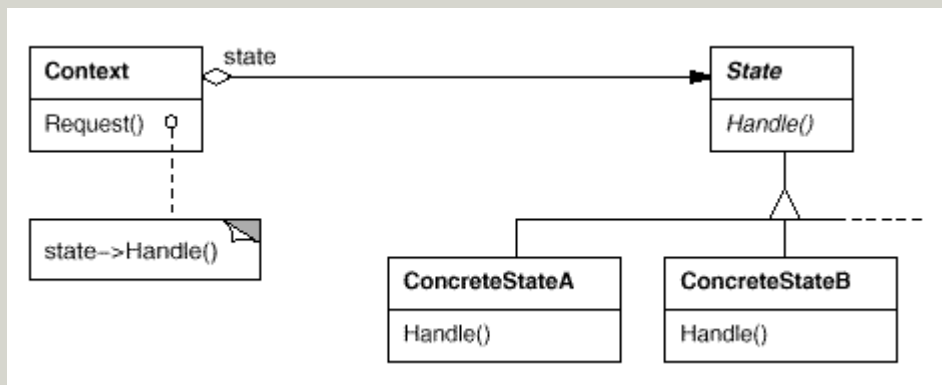 Context
Request()
state
State
Handle()
state->Handle()
ConcreteStateA
Handle()
ConcreteStateB
Handle()